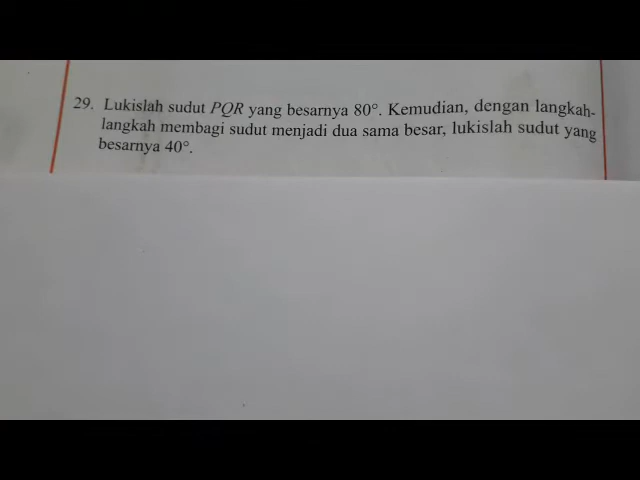 29. Lukislah sudut PQR yang besarnya 80°. Kemudian, dengan langkah-
langkah membagi sudut menjadi dua sama besar, lukislah sudut yang
besarnya 40°.